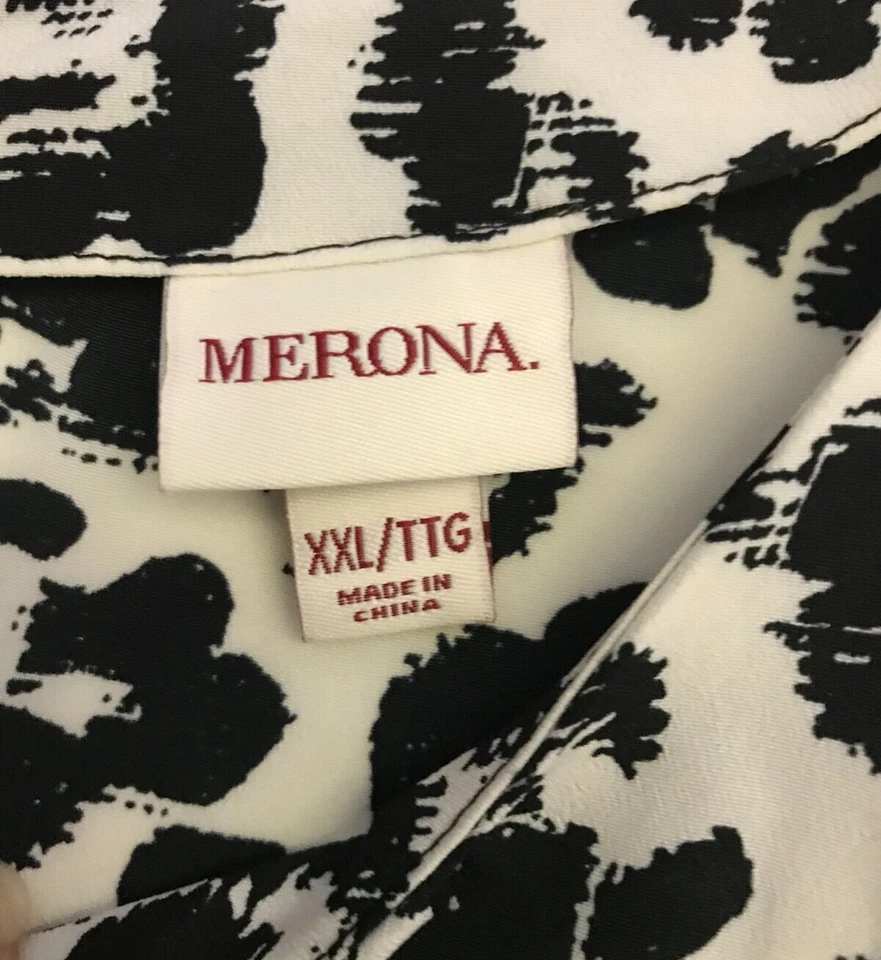 MERONA.
XXL/TTG
MADE IN
CHINA